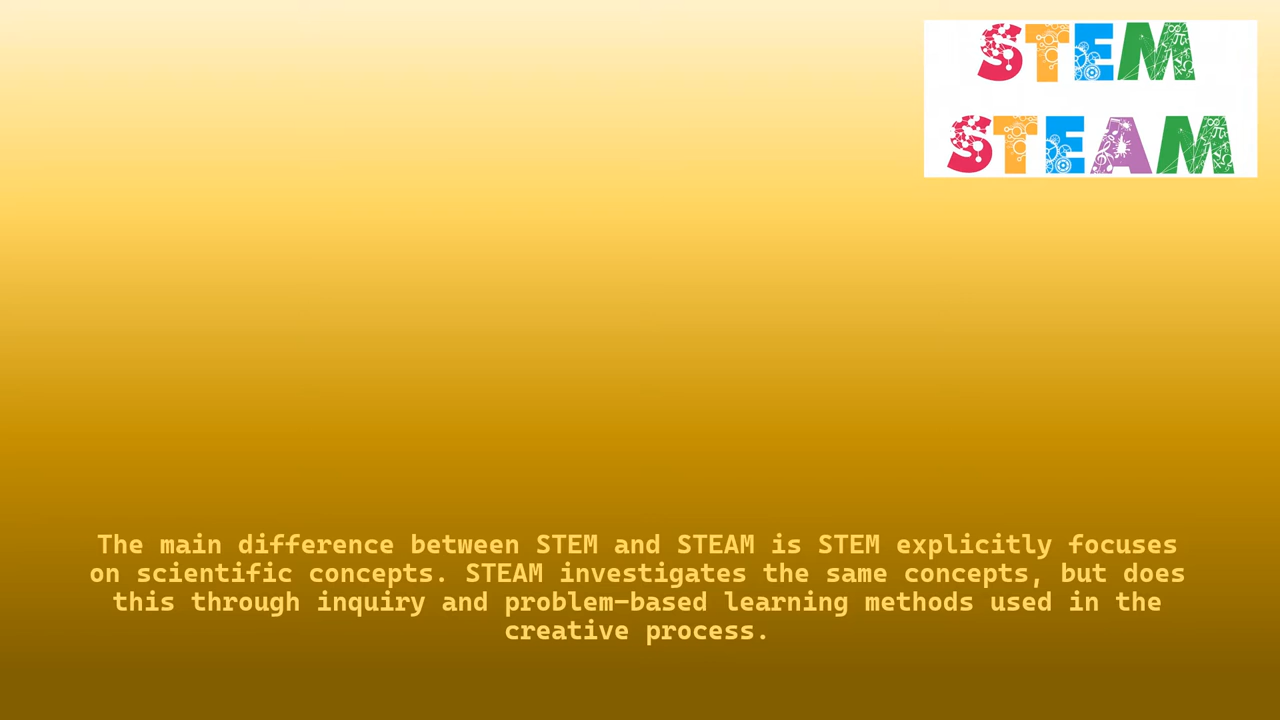 STEM
STEAM
The main difference between STEM and STEAM is STEM explicitly focuses
on scientific concepts. STEAM investigates the same concepts, but does
this through inquiry and problem-based learning methods used in the
creative process.